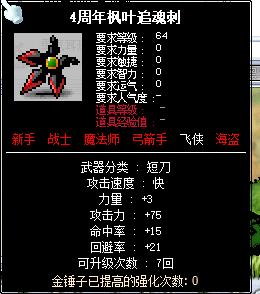 4周年枫叶追魂刺
要求等级: 64
要求力量: 0
要求敏捷: 0
要求智力: 0
要求运气: 0
要求人气度: -
道具等级: -
道具经验值: -
新手 战士 魔法师 弓箭手 飞侠 海盗
武器分类 : 短刀
攻击速度 : 快
力量 : +3
攻击力 : +75
命中率 : +15
回避率 : +21
可升级次数 : 7回
金锤子已提高的强化次数: 0